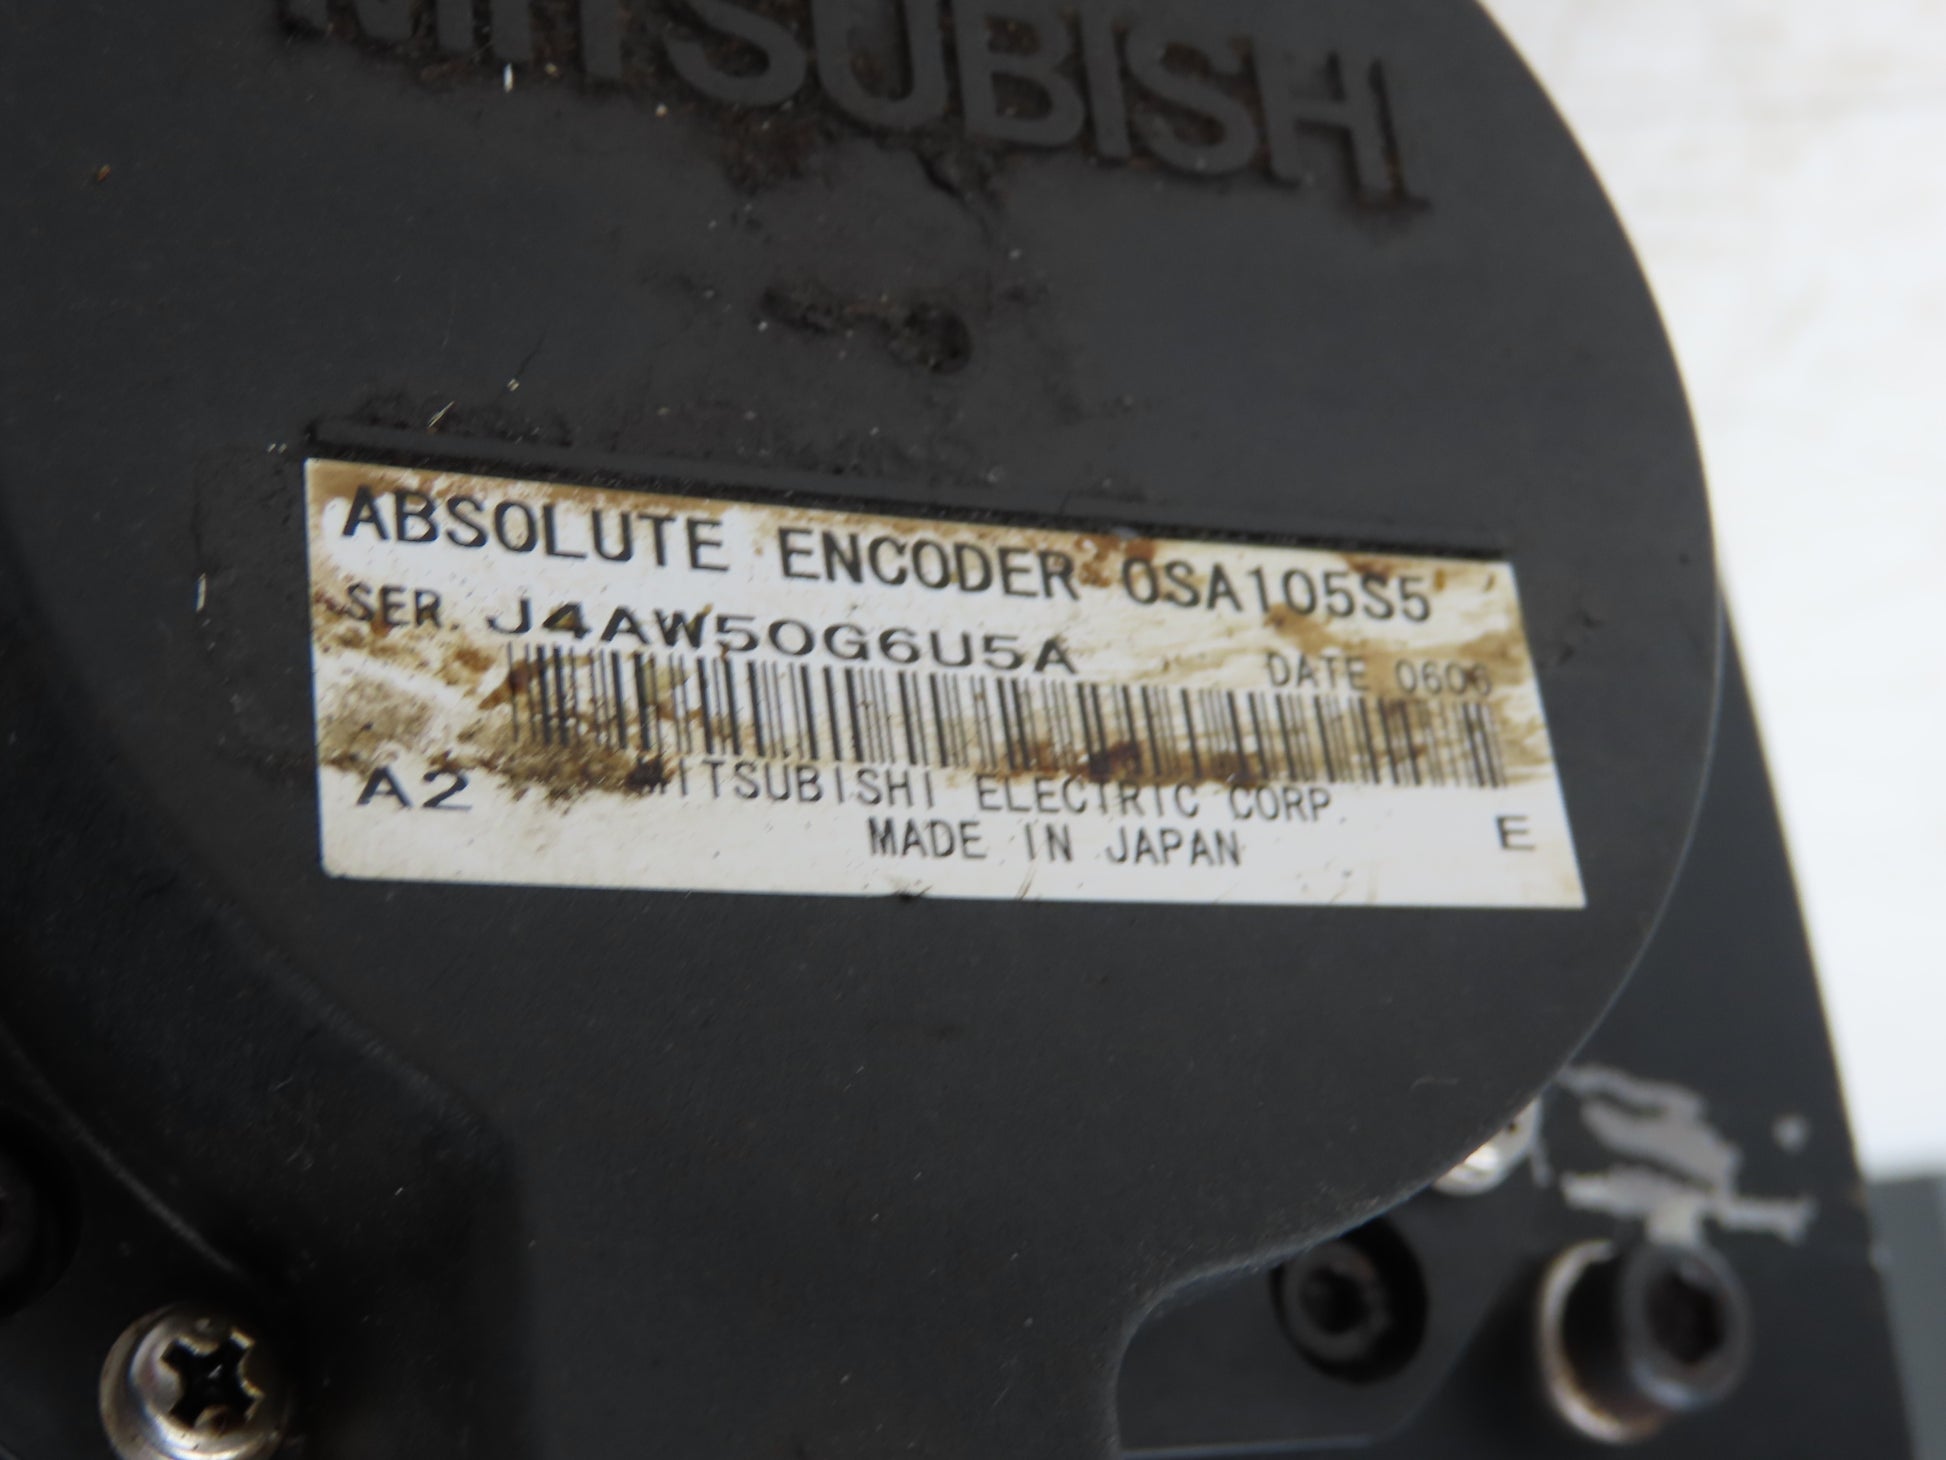 MITSUBISHI
ABSOLUTE ENCODER OSA105S5
SER. J4AW50G6U5A
DATE 0606
A2 MITSUBISHI ELECTRIC CORP.
MADE IN JAPAN E